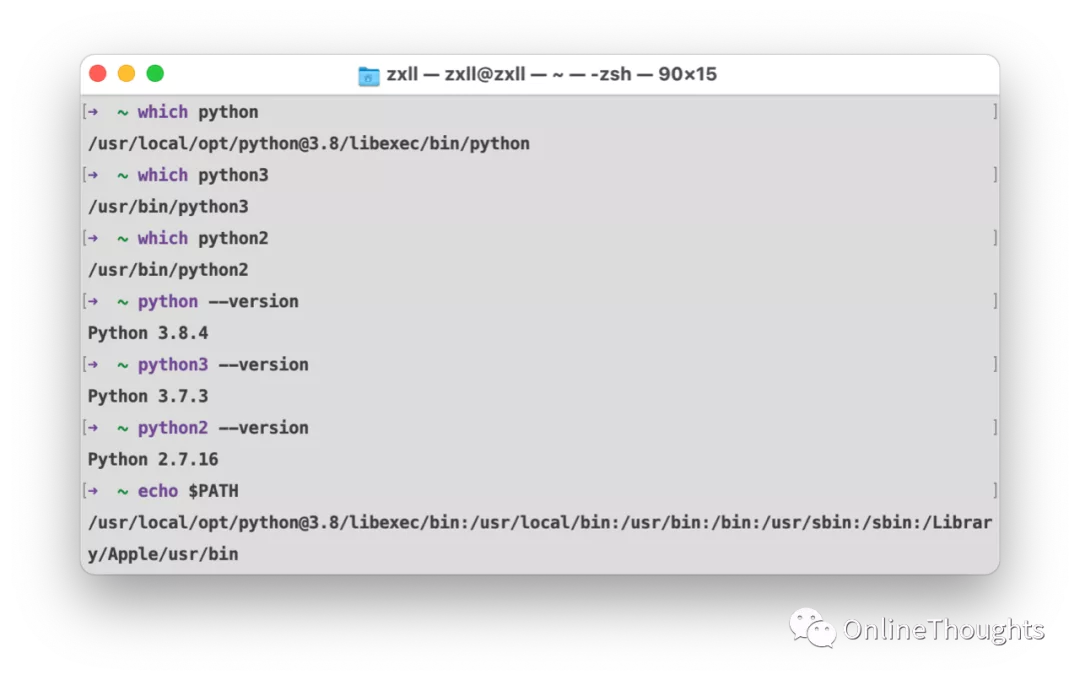 zxll — zxll@zxll — ~ — -zsh — 90×15
[➜  ~ which python ]
/usr/local/opt/python@3.8/libexec/bin/python
[➜  ~ which python3 ]
/usr/bin/python3
[➜  ~ which python2 ]
/usr/bin/python2
[➜  ~ python --version ]
Python 3.8.4
[➜  ~ python3 --version ]
Python 3.7.3
[➜  ~ python2 --version ]
Python 2.7.16
[➜  ~ echo $PATH ]
/usr/local/opt/python@3.8/libexec/bin:/usr/local/bin:/usr/bin:/bin:/usr/sbin:/sbin:/Librar
y/Apple/usr/bin
OnlineThoughts